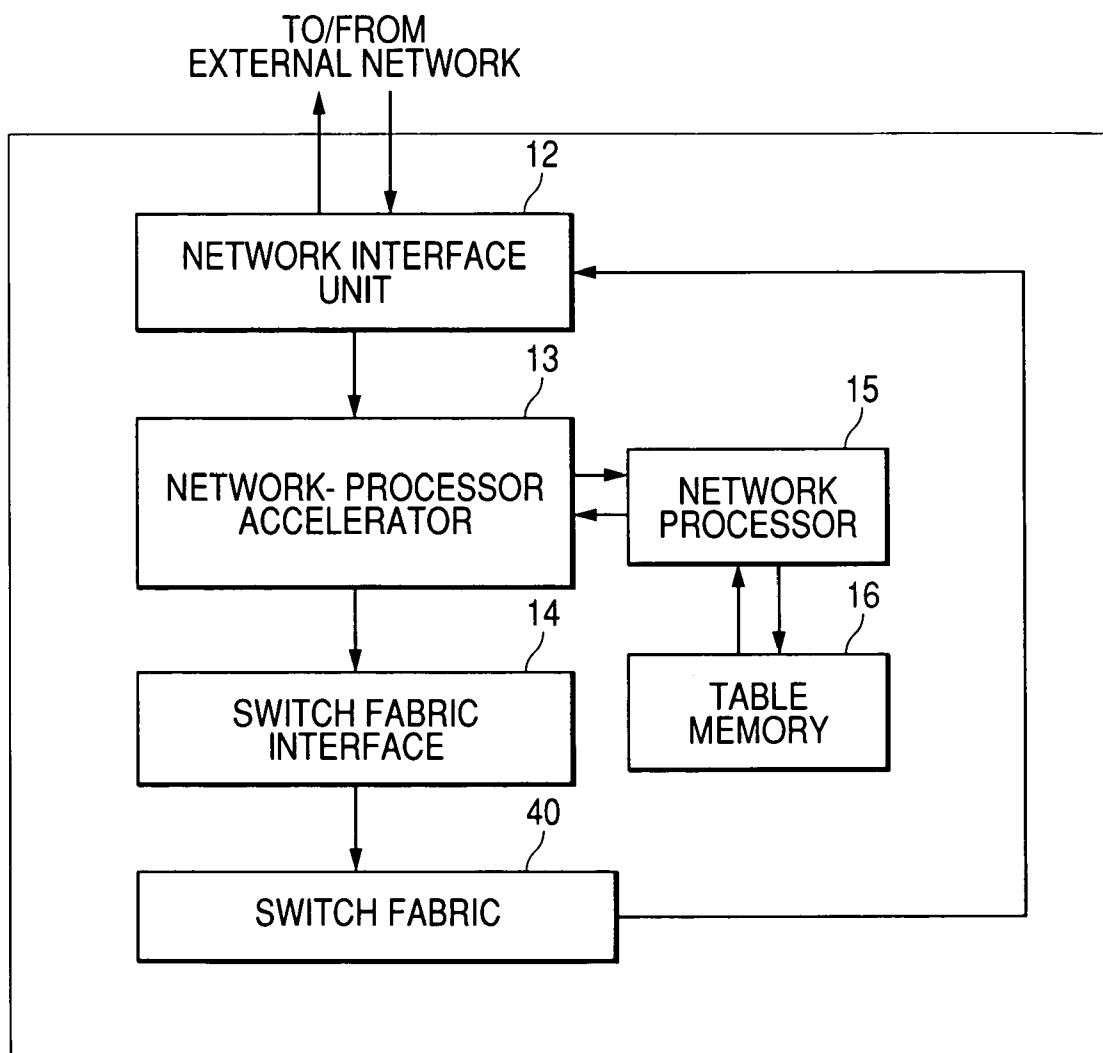 TO/FROM
EXTERNAL NETWORK
12
NETWORK INTERFACE
UNIT
13
NETWORK- PROCESSOR
ACCELERATOR
15
NETWORK
PROCESSOR
14
SWITCH FABRIC
INTERFACE
16
TABLE
MEMORY
40
SWITCH FABRIC